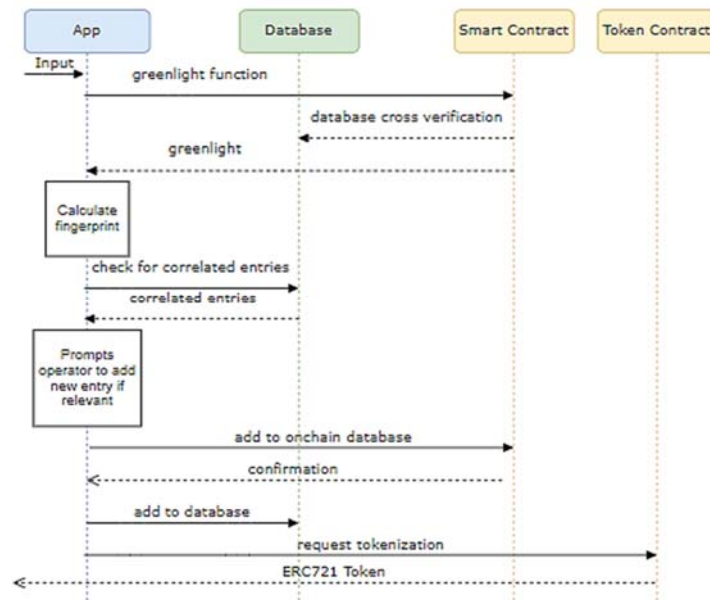 App
Database
Smart Contract
Token Contract
Input
greenlight function
database cross verification
greenlight
Calculate
fingerprint
check for correlated entries
correlated entries
Prompts
operator to add
new entry if
relevant
add to onchain database
confirmation
add to database
request tokenization
ERC721 Token